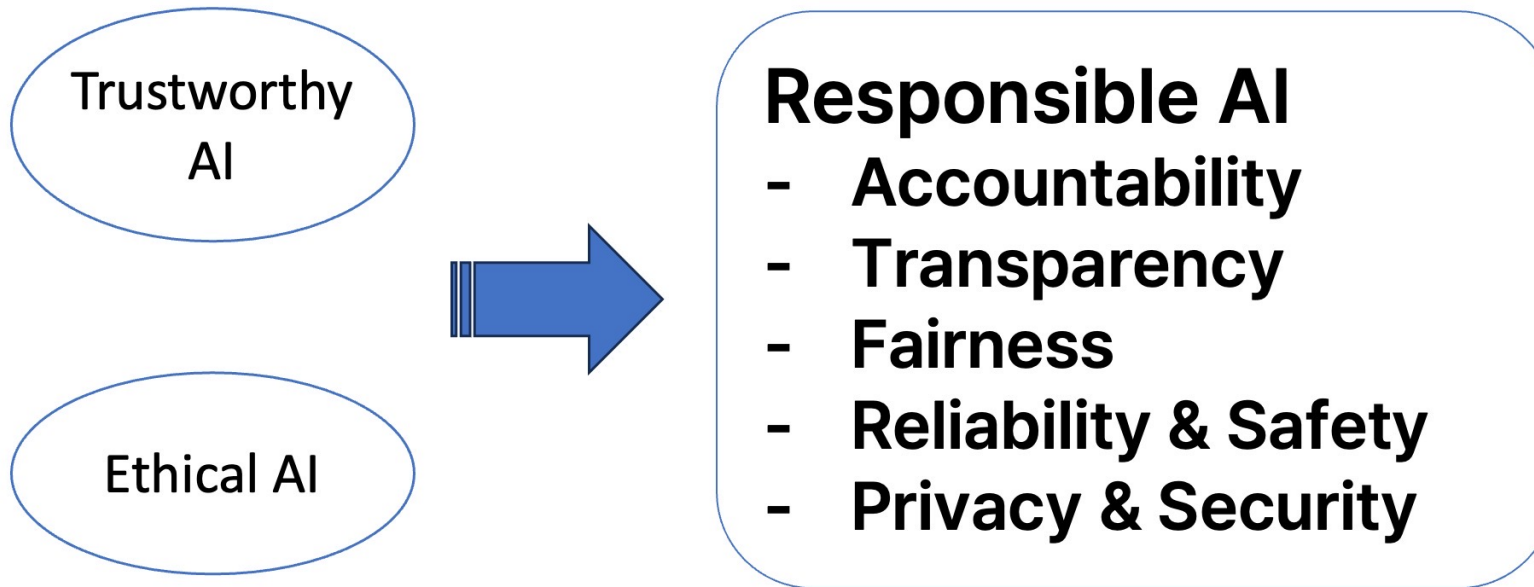 Trustworthy
AI
Ethical AI
Responsible AI
- Accountability
- Transparency
- Fairness
- Reliability & Safety
- Privacy & Security